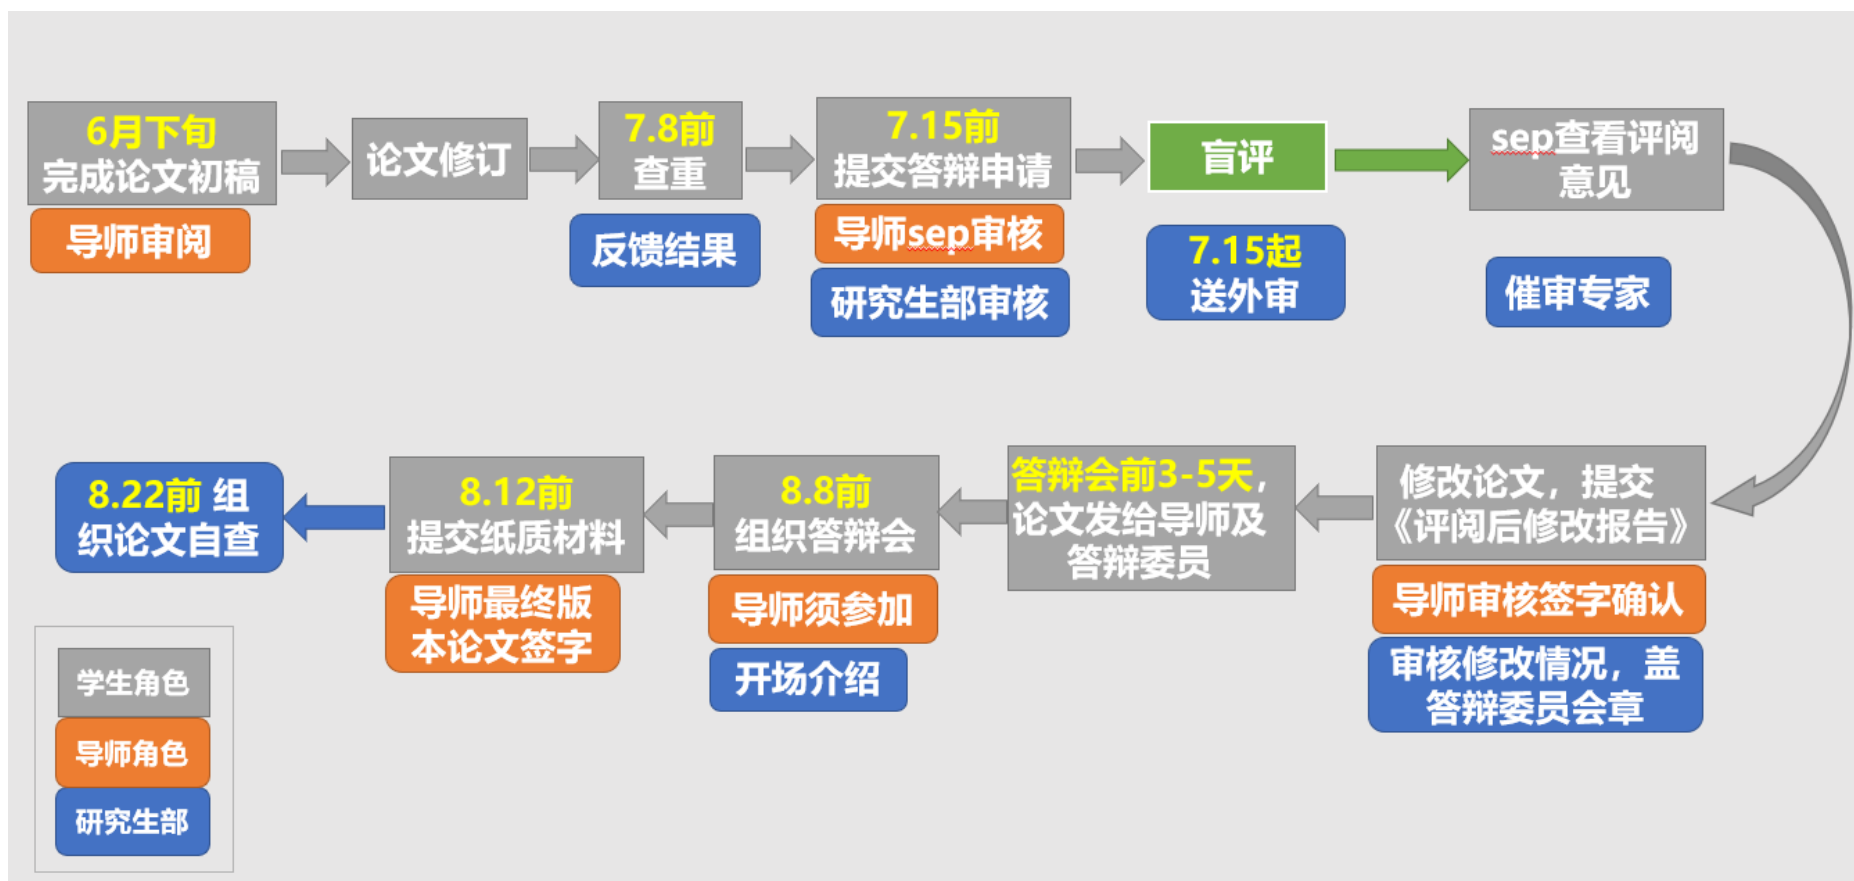 6月下旬
完成论文初稿
导师审阅
论文修订
7.8前
查重
反馈结果
7.15前
提交答辩申请
导师sep审核
研究生部审核
盲评
7.15起
送外审
sep查看评阅
意见
催审专家
修改论文，提交
《评阅后修改报告》
导师审核签字确认
审核修改情况，盖
答辩委员会章
答辩会前3-5天，
论文发给导师及
答辩委员
8.8前
组织答辩会
导师须参加
开场介绍
8.12前
提交纸质材料
导师最终版
本论文签字
8.22前 组
织论文自查
学生角色
导师角色
研究生部